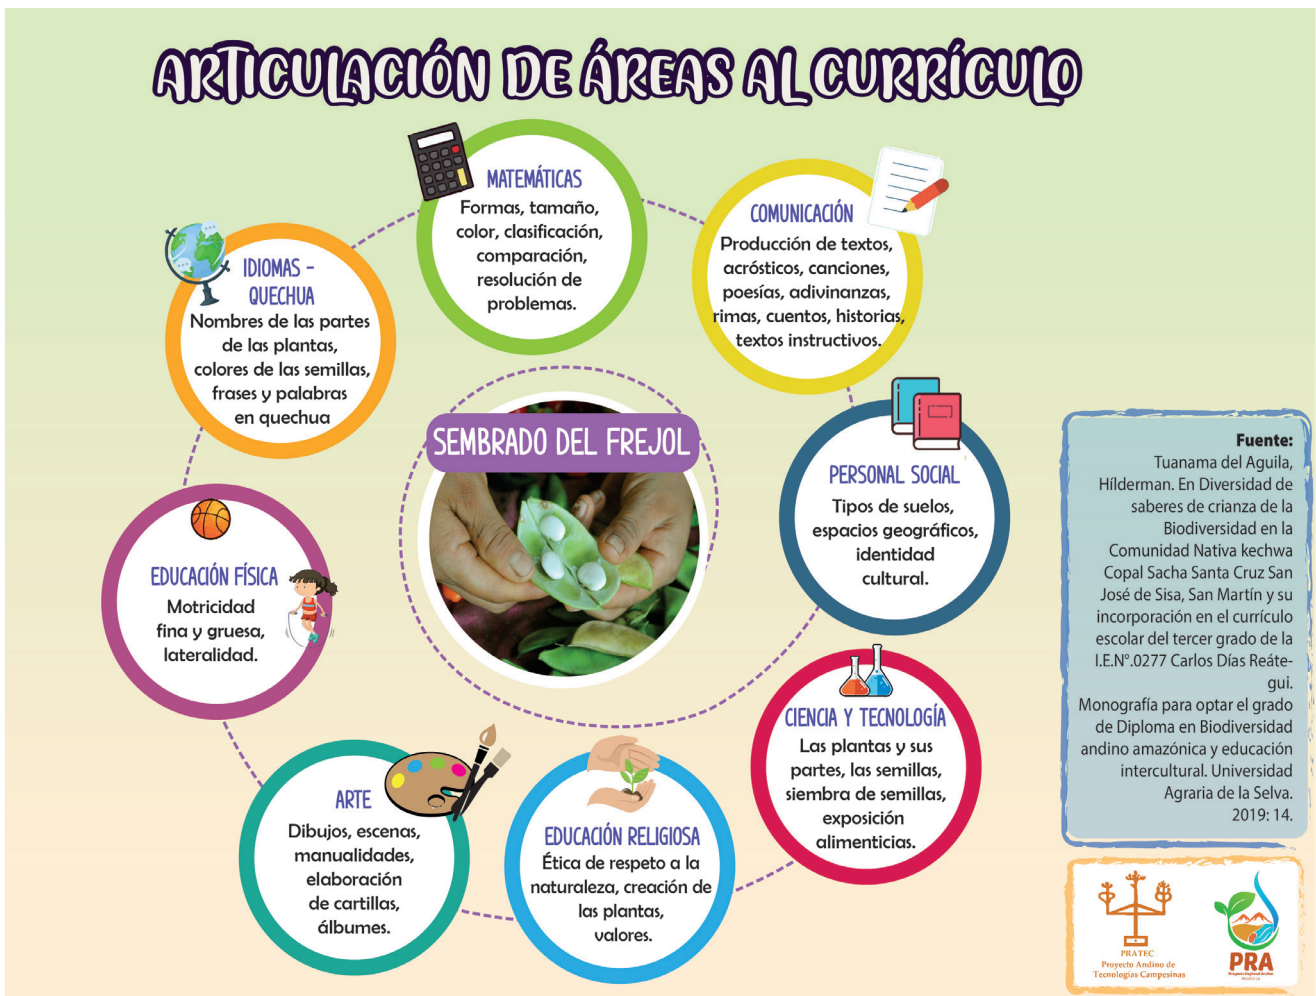 ARTICULACIÓN DE ÁREAS AL CURRÍCULO
MATEMÁTICAS
Formas, tamaño,
color, clasificación,
comparación,
resolución de
problemas.
COMUNICACIÓN
Producción de textos,
acrósticos, canciones,
poesías, adivinanzas,
rimas, cuentos, historias,
textos instructivos.
PERSONAL SOCIAL
Tipos de suelos,
espacios geográficos,
identidad
cultural.
CIENCIA Y TECNOLOGÍA
Las plantas y sus
partes, las semillas,
siembra de semillas,
exposición
alimenticias.
EDUCACIÓN RELIGIOSA
Ética de respeto a la
naturaleza, creación de
las plantas,
valores.
ARTE
Dibujos, escenas,
manualidades,
elaboración
de cartillas,
álbumes.
EDUCACIÓN FÍSICA
Motricidad
fina y gruesa,
lateralidad.
IDIOMAS -
QUECHUA
Nombres de las partes
de las plantas,
colores de las semillas,
frases y palabras
en quechua
SEMBRADO DEL FREJOL
Fuente:
Tuanama del Aguila,
Hílderman. En Diversidad de
saberes de crianza de la
Biodiversidad en la
Comunidad Nativa kechwa
Copal Sacha Santa Cruz San
José de Sisa, San Martín y su
incorporación en el currículo
escolar del tercer grado de la
I.E.N°.0277 Carlos Días Reáte-
gui.
Monografía para optar el grado
de Diploma en Biodiversidad
andino amazónica y educación
intercultural. Universidad
Agraria de la Selva.
2019: 14.
PRATEC
Proyecto Andino de
Tecnologías Campesinas
PRA
Proyecto Regional Andino